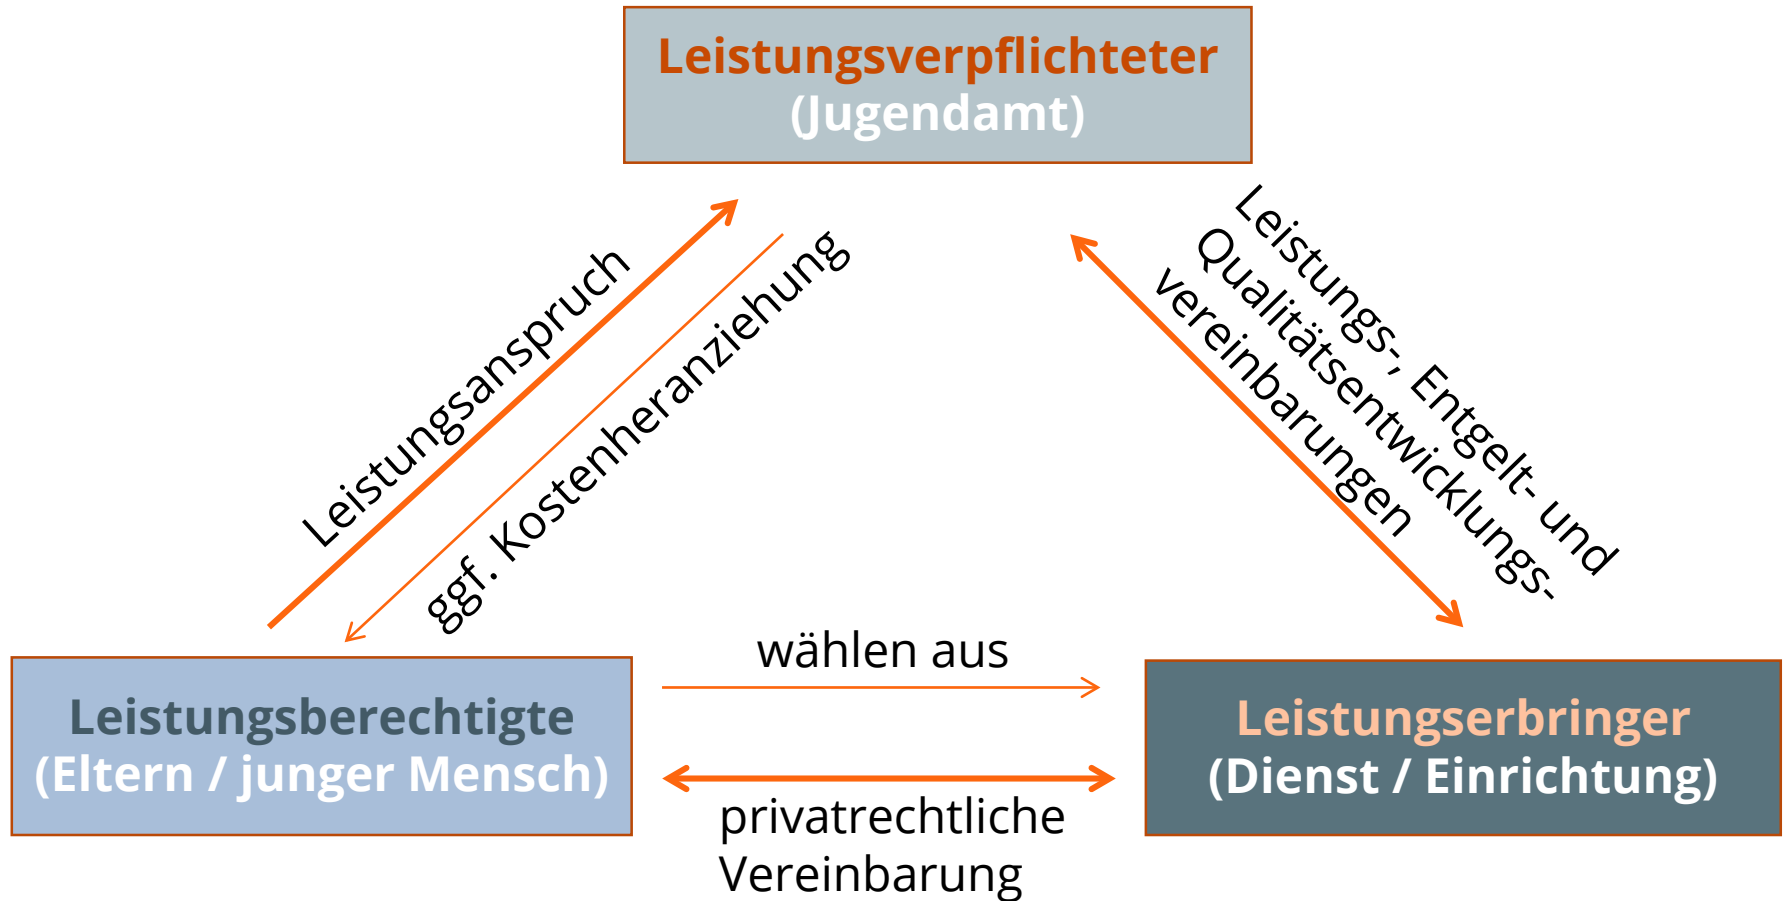 Leistungsverpflichteter
(Jugendamt)
Leistungsanspruch
ggf. Kostenheranziehung
Leistungs-, Entgelt- und
Qualitätsentwicklungs-
vereinbarungen
wählen aus
Leistungsberechtigte
(Eltern / junger Mensch)
Leistungserbringer
(Dienst / Einrichtung)
privatrechtliche
Vereinbarung